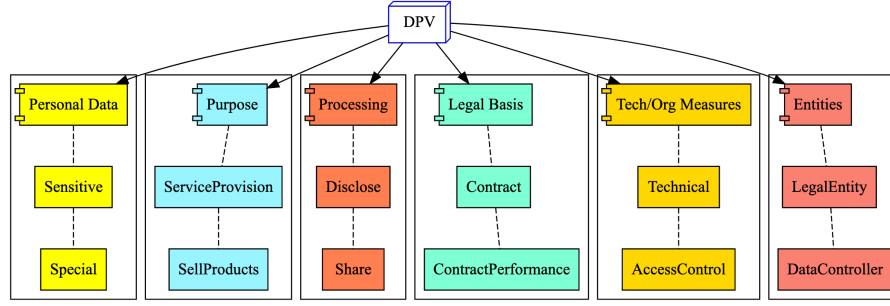 DPV
Personal Data
Purpose
Processing
Legal Basis
Tech/Org Measures
Entities
Sensitive
ServiceProvision
Disclose
Contract
Technical
LegalEntity
Special
SellProducts
Share
ContractPerformance
AccessControl
DataController